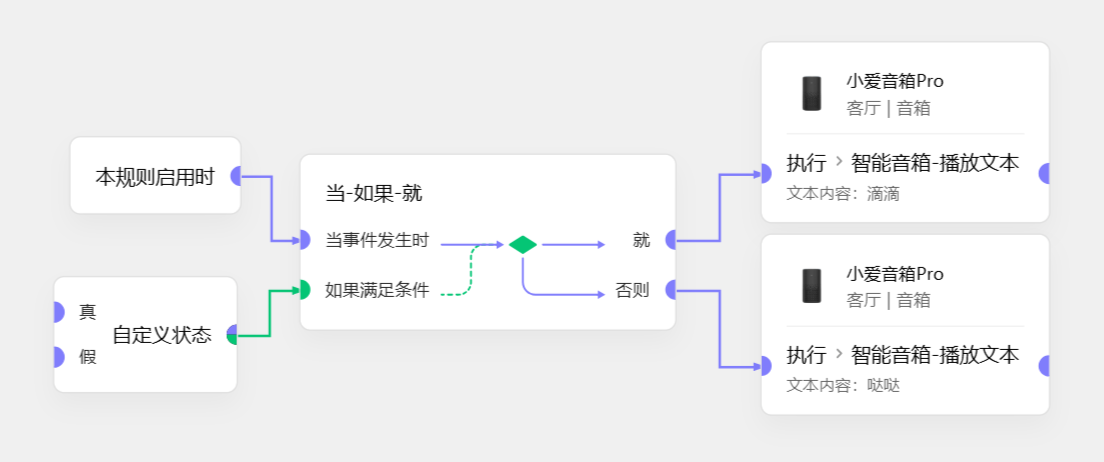 本规则启用时
真
假
自定义状态
当-如果-就
当事件发生时
就
如果满足条件
否则
小爱音箱Pro
客厅 | 音箱
执行 > 智能音箱-播放文本
文本内容：滴滴
小爱音箱Pro
客厅 | 音箱
执行 > 智能音箱-播放文本
文本内容：哒哒